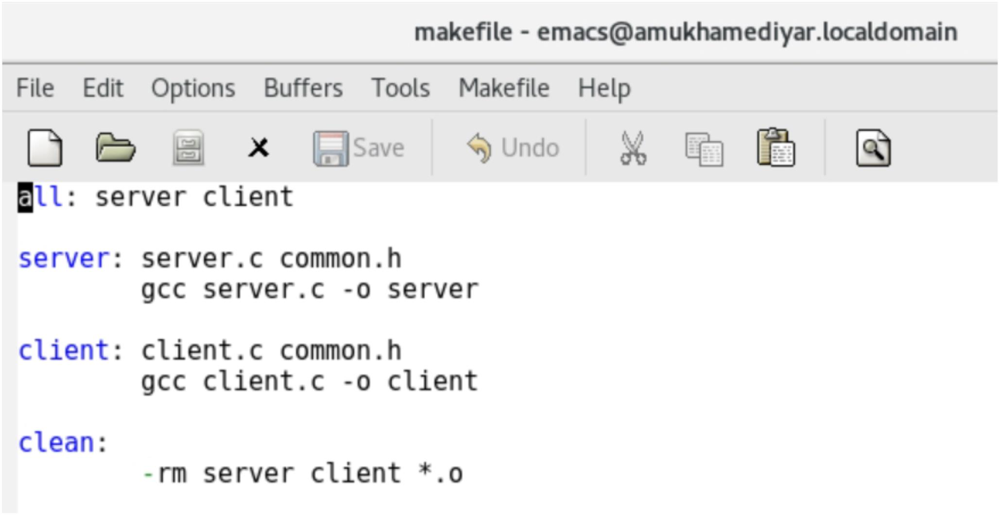 makefile - emacs@amukhamediyar.localdomain
File Edit Options Buffers Tools Makefile Help
Save Undo
all: server client
server: server.c common.h
gcc server.c -o server
client: client.c common.h
gcc client.c -o client
clean:
-rm server client *.o